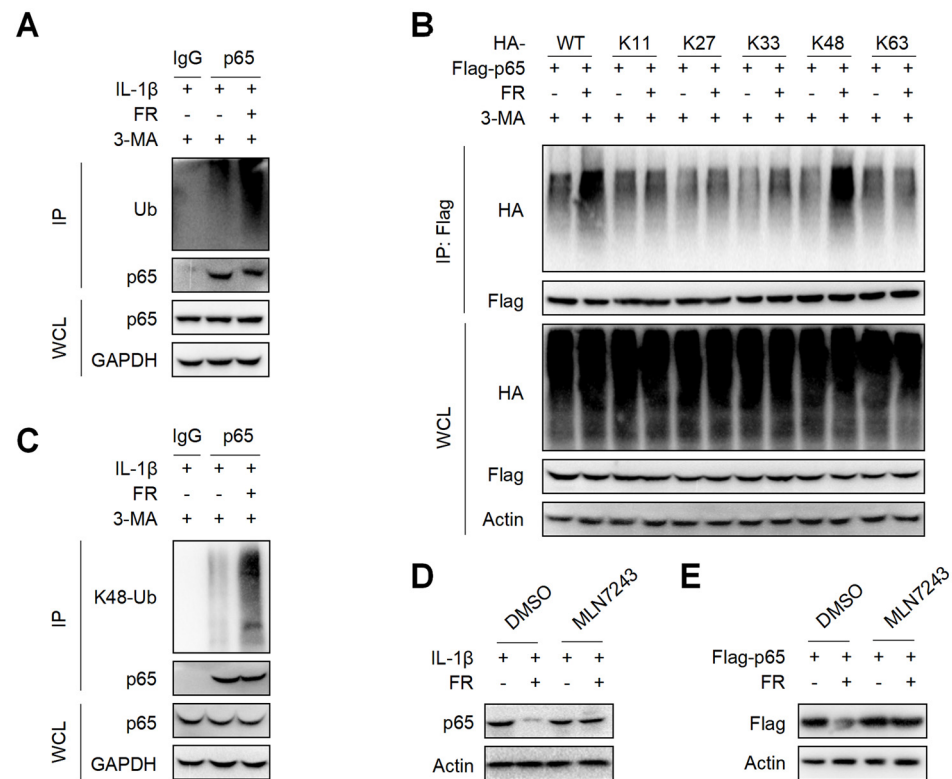 A
IgG p65
IL-1β + + +
FR - - +
3-MA + + +
IP
Ub
p65
WCL
p65
GAPDH
B
HA- WT K11 K27 K33 K48 K63
Flag-p65 + + + + + + + + + + + +
FR - + - + - + - + - + - +
3-MA + + + + + + + + + + + +
IP: Flag
HA
Flag
WCL
HA
Flag
Actin
C
IgG p65
IL-1β + + +
FR - - +
3-MA + + +
IP
K48-Ub
p65
WCL
p65
GAPDH
D
DMSO MLN7243
IL-1β + + + +
FR - + - +
p65
Actin
E
DMSO MLN7243
Flag-p65 + + + +
FR - + - +
Flag
Actin